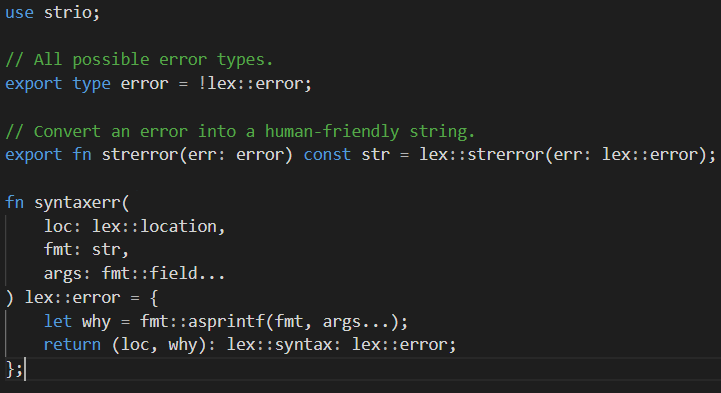 use strio;

// All possible error types.
export type error = !lex::error;

// Convert an error into a human-friendly string.
export fn strerror(err: error) const str = lex::strerror(err: lex::error);

fn syntaxerr(
    loc: lex::location,
    fmt: str,
    args: fmt::field...
) lex::error = {
    let why = fmt::asprintf(fmt, args...);
    return (loc, why): lex::syntax: lex::error;
};